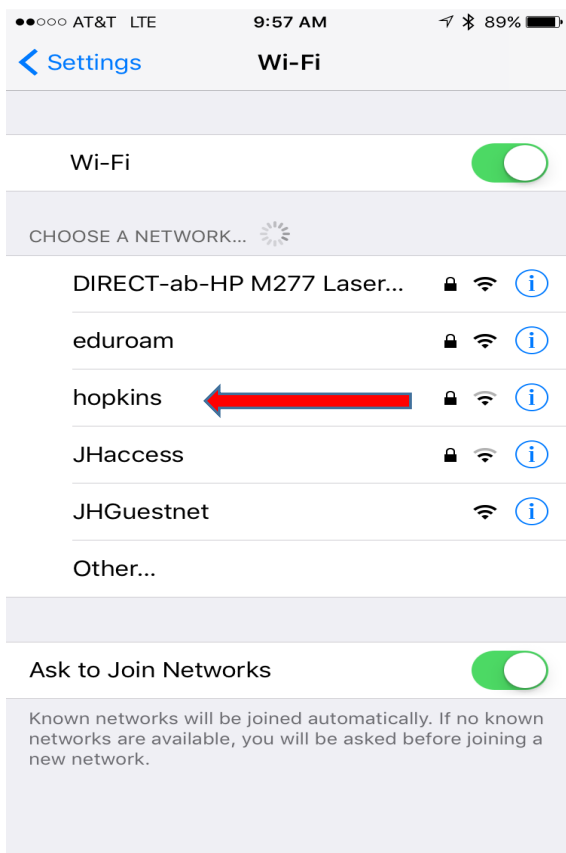 AT&T LTE 9:57 AM 89%
Settings Wi-Fi
Wi-Fi
CHOOSE A NETWORK...
DIRECT-ab-HP M277 Laser...
eduroam
hopkins
JHaccess
JHGuestnet
Other...
Ask to Join Networks
Known networks will be joined automatically. If no known
networks are available, you will be asked before joining a
new network.